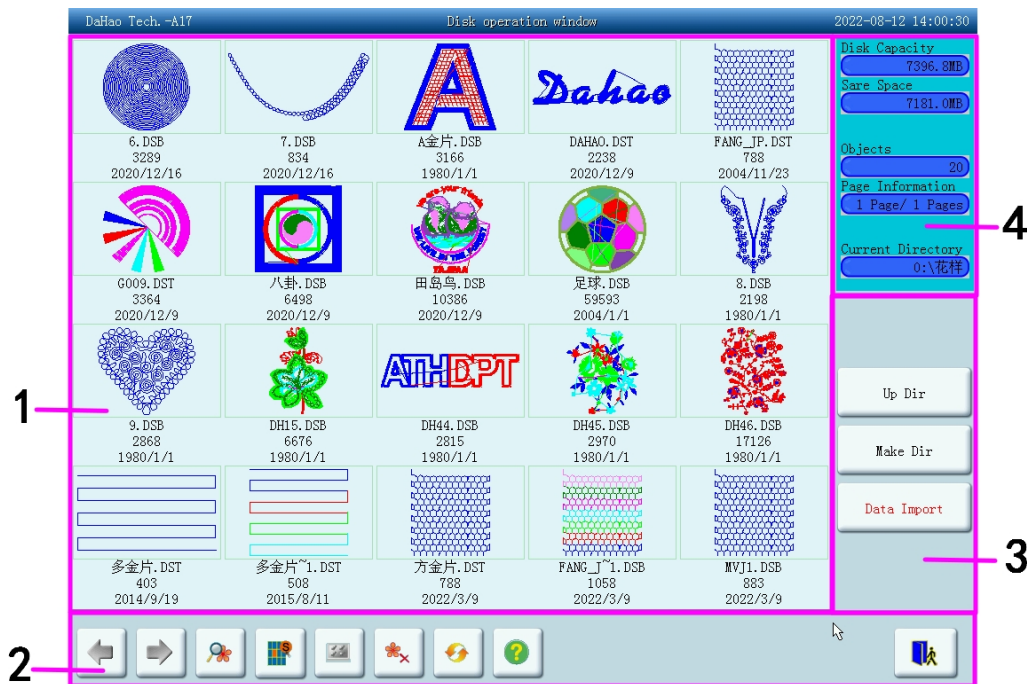 DaHao Tech.-A17 Disk operation window 2022-08-12 14:00:30
6.DSB 7.DSB A金片.DSB DAHAO.DST FANG_JP.DST
3289 834 3166 2238 788
2020/12/16 2020/12/16 1980/1/1 2020/12/9 2004/11/23
G009.DST 八卦.DSB 田岛鸟.DSB 足球.DSB 8.DSB
3364 6498 10386 59593 2198
2020/12/9 2020/12/9 2020/12/9 2004/1/1 1980/1/1
9.DSB DH15.DSB DH44.DSB DH45.DSB DH46.DSB
2868 6676 2815 2970 17126
1980/1/1 1980/1/1 1980/1/1 1980/1/1 1980/1/1
多金片.DST 多金片~1.DST 方金片.DST FANG_J~1.DSB MVJ1.DSB
403 508 788 1058 883
2014/9/19 2015/8/11 2022/3/9 2022/3/9 2022/3/9
A
Dahao
ATHDPT
Disk Capacity
7396.8MB
Sare Space
7181.0MB
Objects
20
Page Information
1 Page/ 1 Pages
Current Directory
0:\花样
Up Dir
Make Dir
Data Import
1
2
3
4
S
?